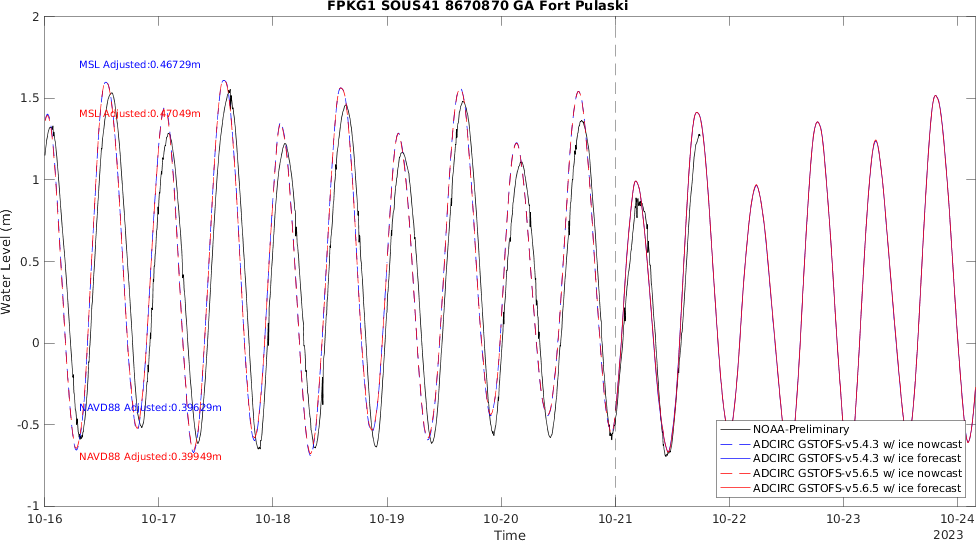 FPKG1 SOUS41 8670870 GA Fort Pulaski
2
MSL Adjusted:0.46729m
1.5
MSL Adjusted:0.47049m
1
Water Level (m)
0.5
0
NAVD88 Adjusted:0.39629m
-0.5
NOAA-Preliminary
ADCIRC GSTOFS-v5.4.3 w/ ice nowcast
NAVD88 Adjusted:0.39949m
ADCIRC GSTOFS-v5.4.3 w/ ice forecast
ADCIRC GSTOFS-v5.6.5 w/ ice nowcast
ADCIRC GSTOFS-v5.6.5 w/ ice forecast
-1
10-16 10-17 10-18 10-19 10-20 10-21 10-22 10-23 10-24
Time
2023